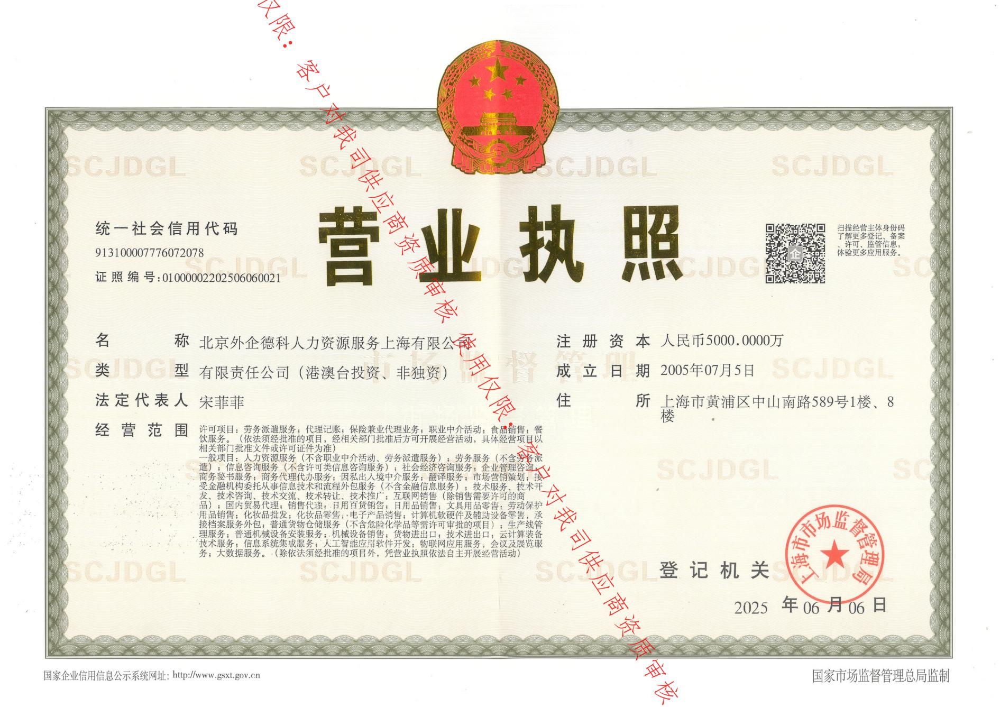 使用仅限：客户对我司供应商资质审核 使用仅限：客户对我司供应商资质审核
SCJDGL SCJDGL SCJDGL SCJDGL
营业执照
统一社会信用代码
913100007776072078
证照编号:01000002202506060021
扫描经营主体身份码
了解更多登记、备案
、许可、监管信息，
体验更多应用服务。
企
名称 北京外企德科人力资源服务上海有限公司
类型 有限责任公司（港澳台投资、非独资）
法定代表人 宋菲菲
经营范围 许可项目：劳务派遣服务；代理记账；保险兼业代理业务；职业中介活动；食品销售；餐
饮服务。（依法须经批准的项目，经相关部门批准后方可开展经营活动，具体经营项目以
相关部门批准文件或许可证件为准）
一般项目：人力资源服务（不含职业中介活动、劳务派遣服务）；劳务服务（不含劳务派
遣）；信息咨询服务（不含许可类信息咨询服务）；社会经济咨询服务；企业管理咨询；
商务秘书服务；商务代理代办服务；因私出入境中介服务；翻译服务；市场营销策划；接
受金融机构委托从事信息技术和流程外包服务（不含金融信息服务）；技术服务、技术开
发、技术咨询、技术交流、技术转让、技术推广；互联网销售（除销售需要许可的商
品）；国内贸易代理；销售代理；日用百货销售；日用品销售；文具用品零售；劳动保护
用品销售；化妆品批发；化妆品零售；电子产品销售；计算机软硬件及辅助设备零售；承
接档案服务外包；普通货物仓储服务（不含危险化学品等需许可审批的项目）；生产线管
理服务；普通机械设备安装服务；机械设备销售；货物进出口；技术进出口；云计算装备
技术服务；信息系统集成服务；人工智能应用软件开发；物联网应用服务；会议及展览服
务；大数据服务。（除依法须经批准的项目外，凭营业执照依法自主开展经营活动）
注册资本 人民币5000.0000万
成立日期 2005年07月5日
住所 上海市黄浦区中山南路589号1楼、8
楼
市场监督管理
登记机关
上海市市场监督管理局
2025 年 06 月 06 日
国家企业信用信息公示系统网址：http://www.gsxt.gov.cn
国家市场监督管理总局监制